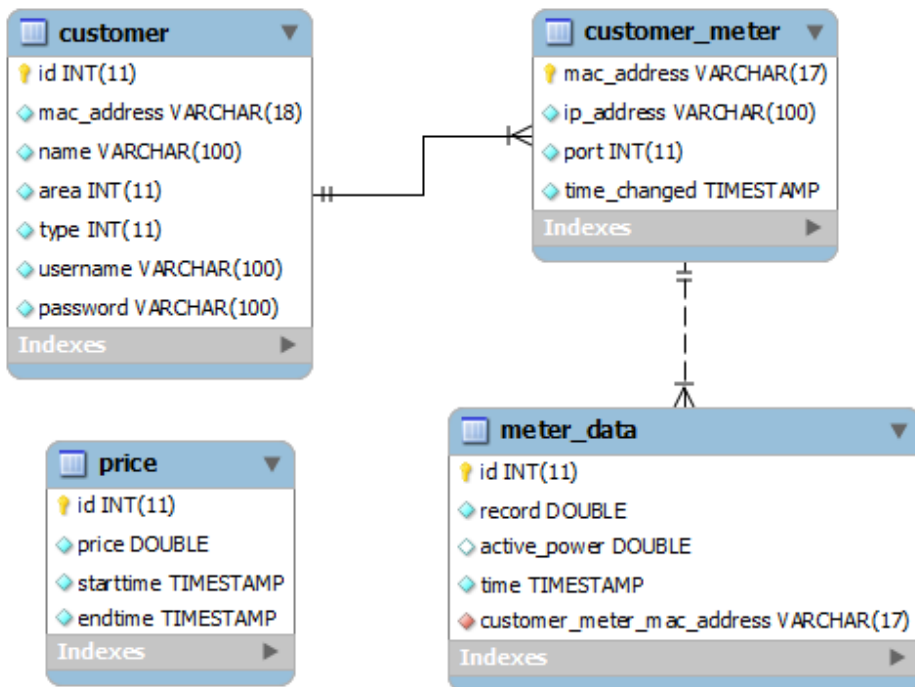 customer
id INT(11)
mac_address VARCHAR(18)
name VARCHAR(100)
area INT(11)
type INT(11)
username VARCHAR(100)
password VARCHAR(100)
Indexes
customer_meter
mac_address VARCHAR(17)
ip_address VARCHAR(100)
port INT(11)
time_changed TIMESTAMP
Indexes
price
id INT(11)
price DOUBLE
starttime TIMESTAMP
endtime TIMESTAMP
Indexes
meter_data
id INT(11)
record DOUBLE
active_power DOUBLE
time TIMESTAMP
customer_meter_mac_address VARCHAR(17)
Indexes